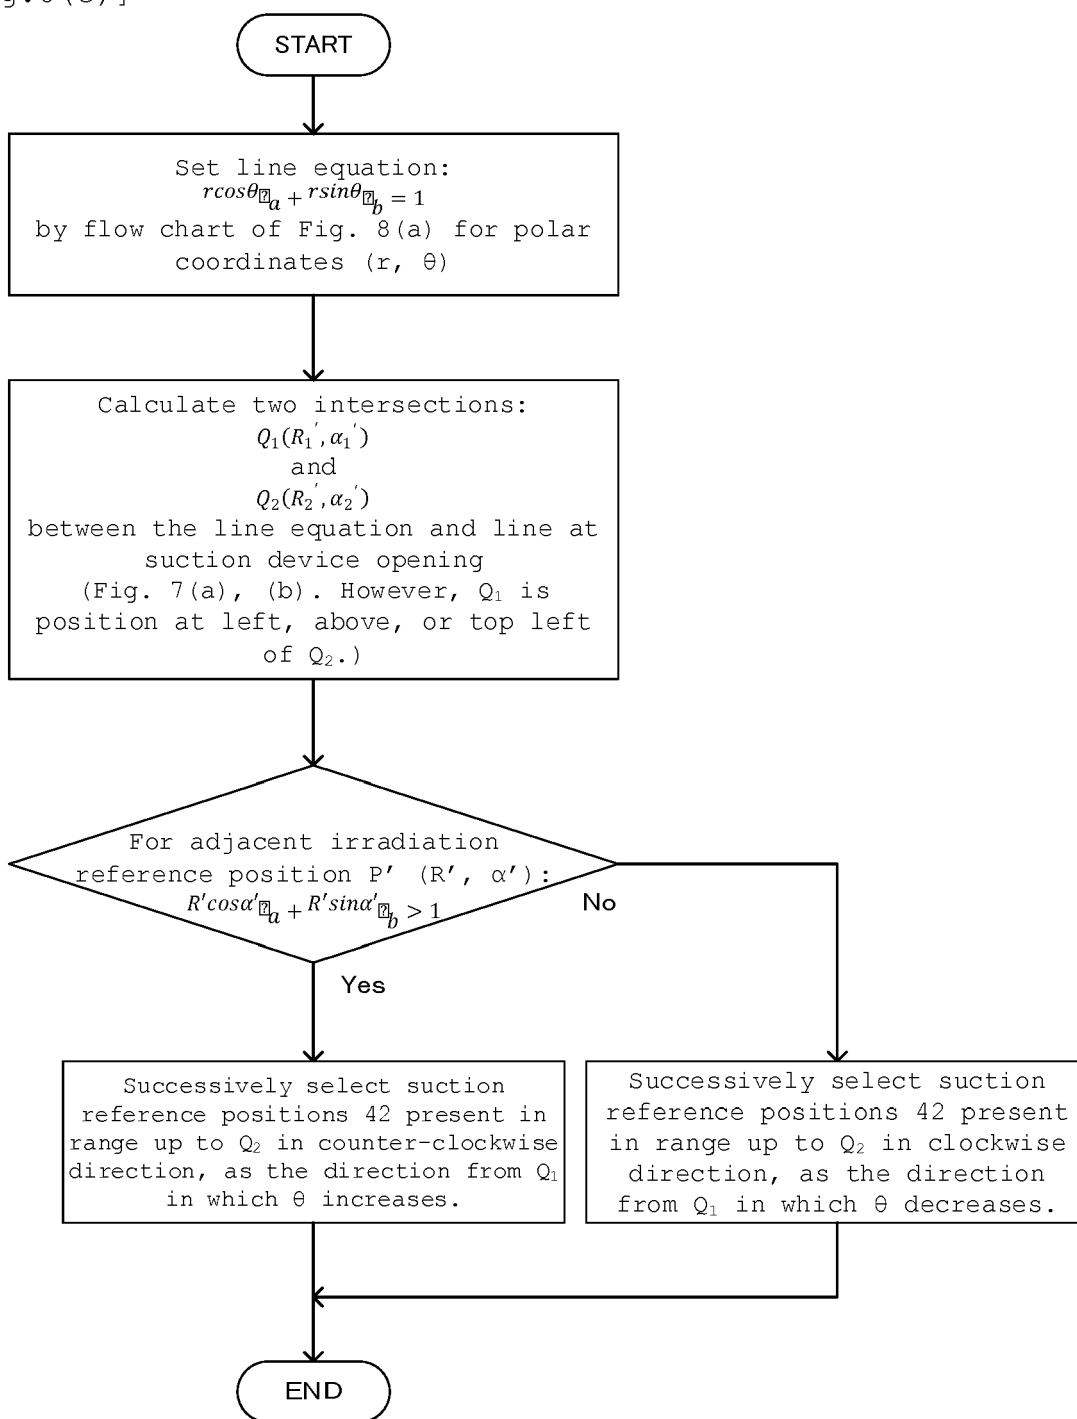 START
Set line equation:
rcosθ⍰a + rsinθ⍰b = 1
by flow chart of Fig. 8(a) for polar
coordinates (r, θ)
Calculate two intersections:
Q₁(R₁′, α₁′)
and
Q₂(R₂′, α₂′)
between the line equation and line at
suction device opening
(Fig. 7(a), (b). However, Q₁ is
position at left, above, or top left
of Q₂.)
For adjacent irradiation
reference position P′ (R′, α′):
R′cosα′⍰a + R′sinα′⍰b > 1
No
Yes
Successively select suction
reference positions 42 present in
range up to Q₂ in counter-clockwise
direction, as the direction from Q₁
in which θ increases.
Successively select suction
reference positions 42 present
in range up to Q₂ in clockwise
direction, as the direction
from Q₁ in which θ decreases.
END